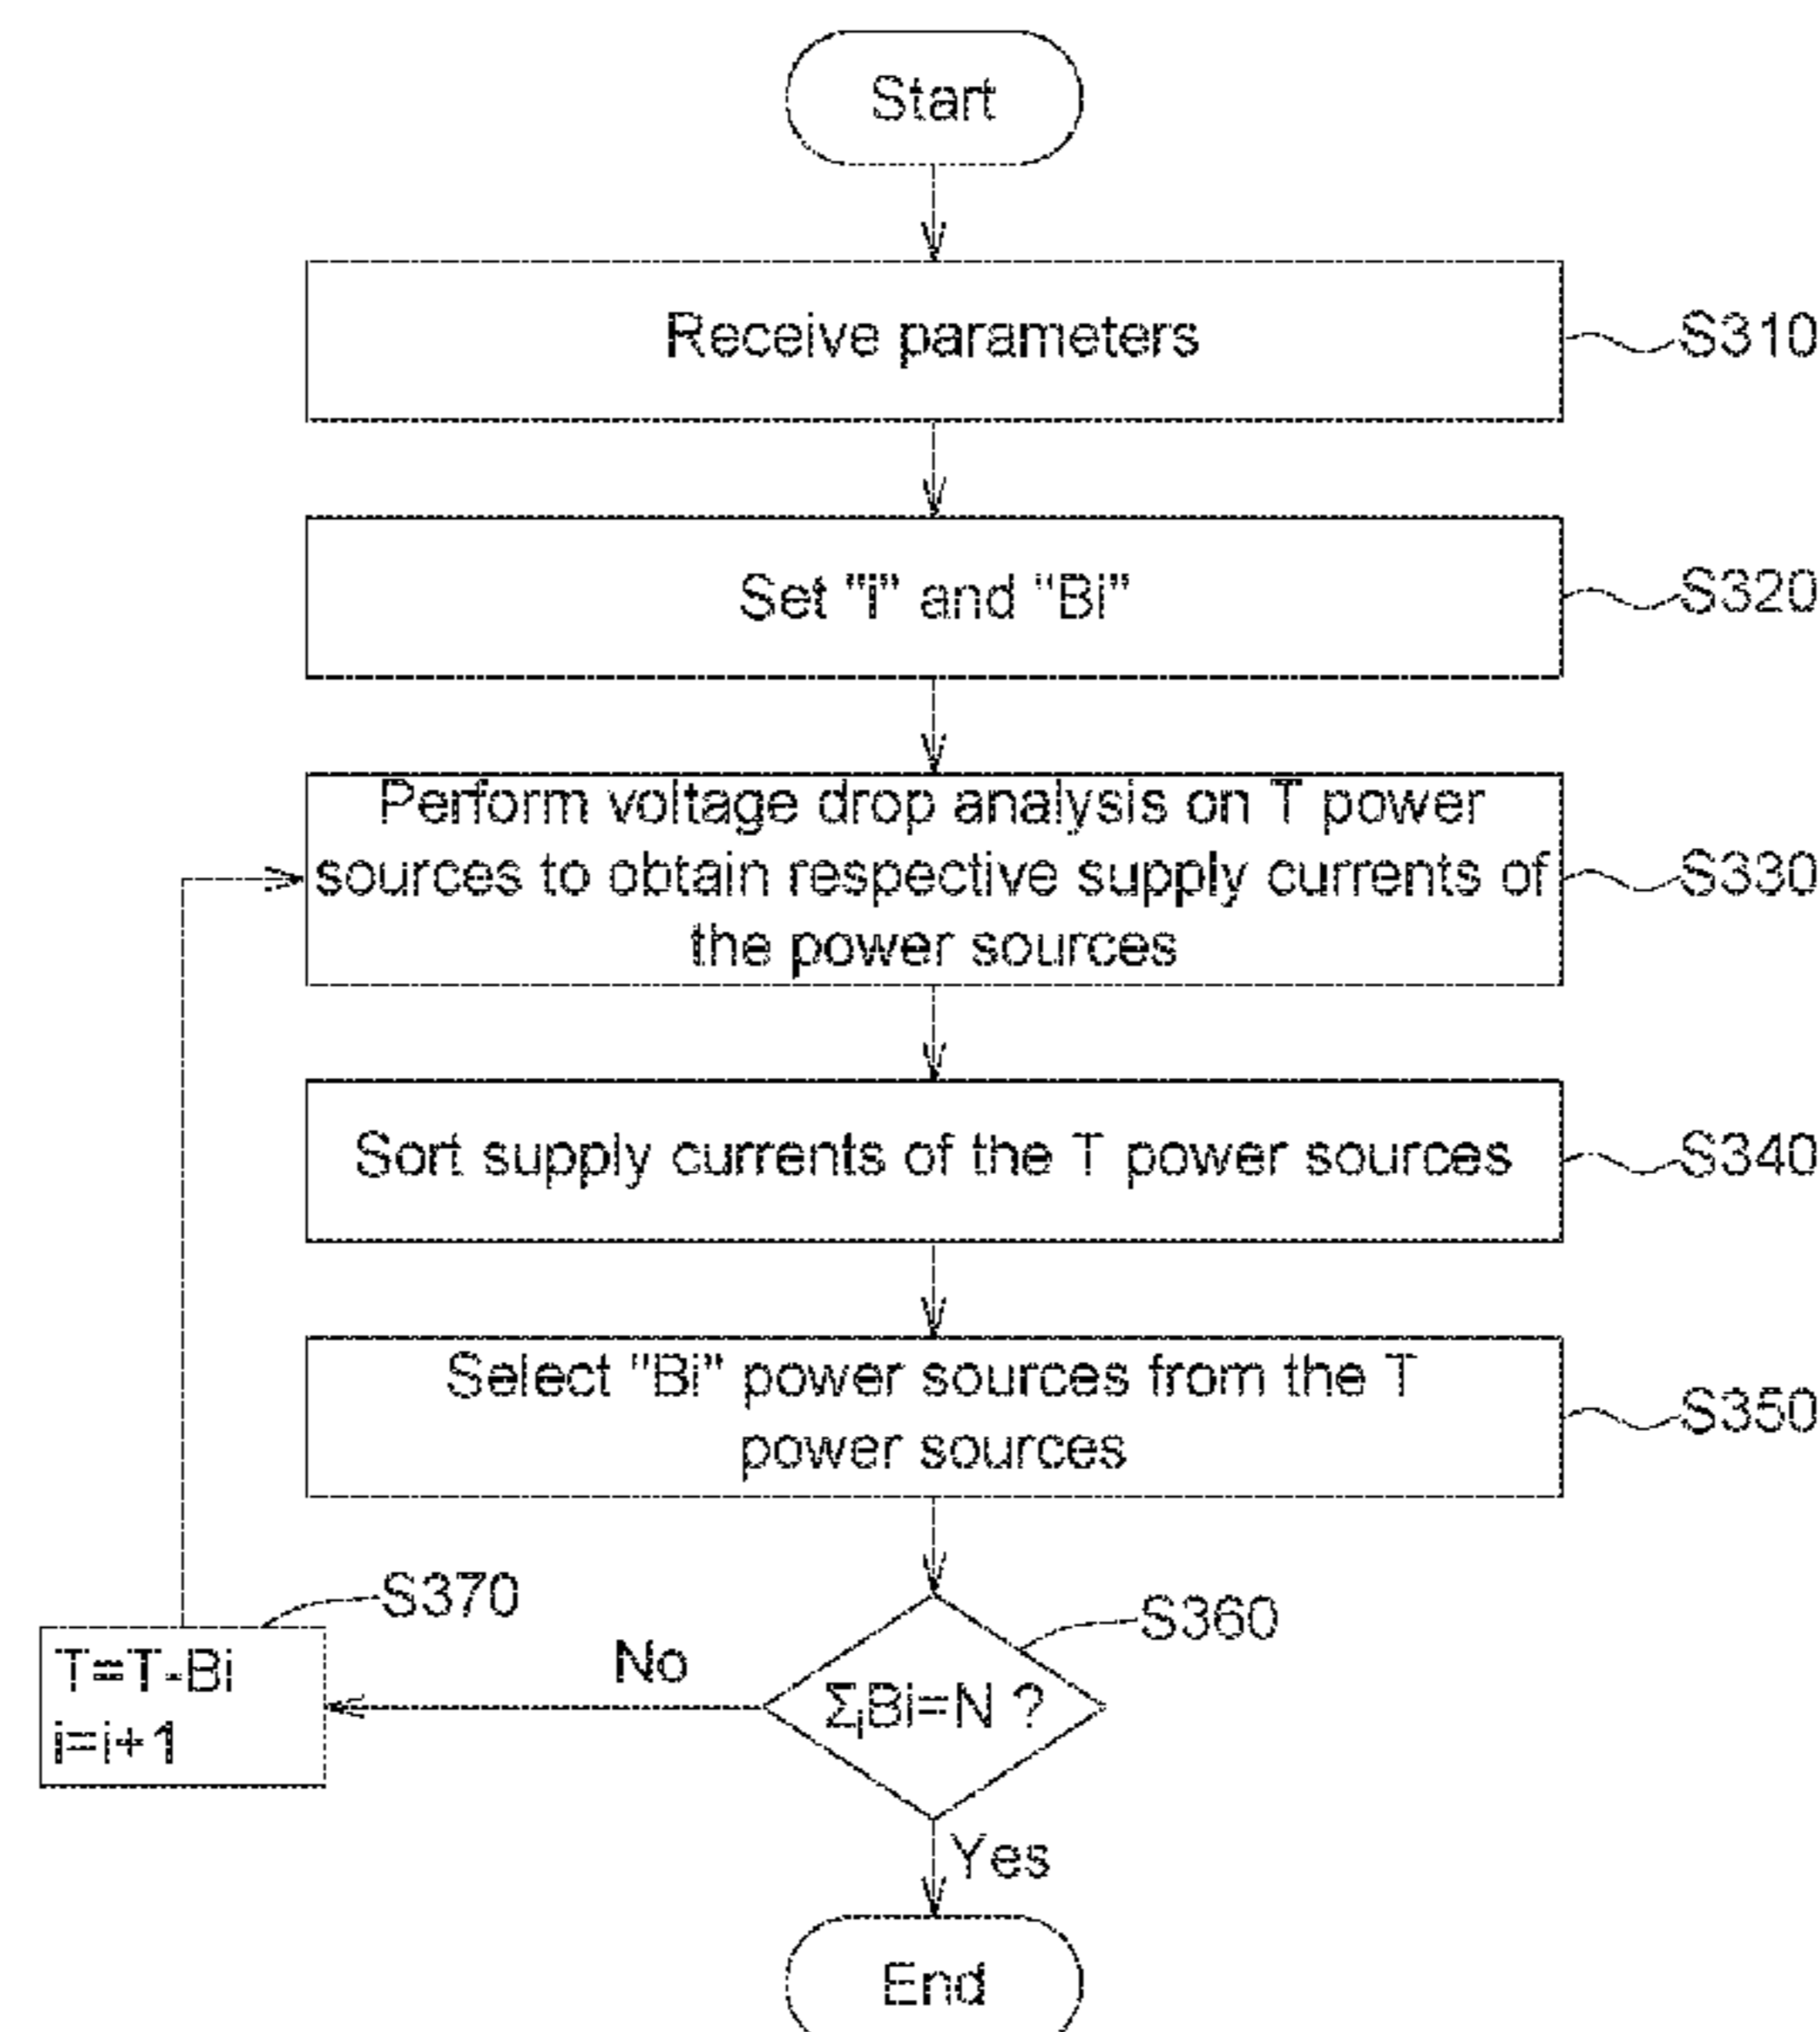 Start
Receive parameters
S310
Set "i" and "Bi"
S320
Perform voltage drop analysis on T power
sources to obtain respective supply currents of
the power sources
S330
Sort supply currents of the T power sources
S340
Select "Bi" power sources from the T
power sources
S350
S370
T=T-Bi
i=i+1
No
S360
ΣᵢBi=N ?
Yes
End